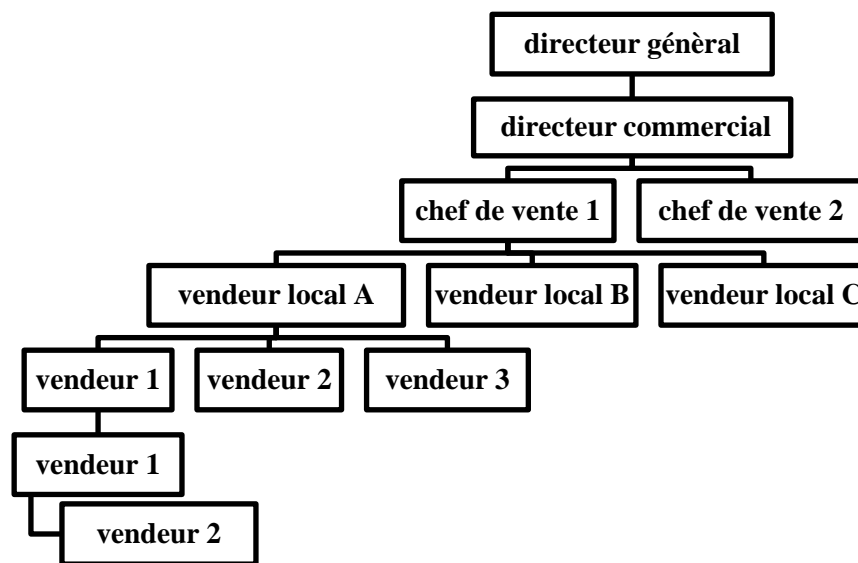 directeur génèral
directeur commercial
chef de vente 1
chef de vente 2
vendeur local A
vendeur local B
vendeur local C
vendeur 1
vendeur 2
vendeur 3
vendeur 1
vendeur 2